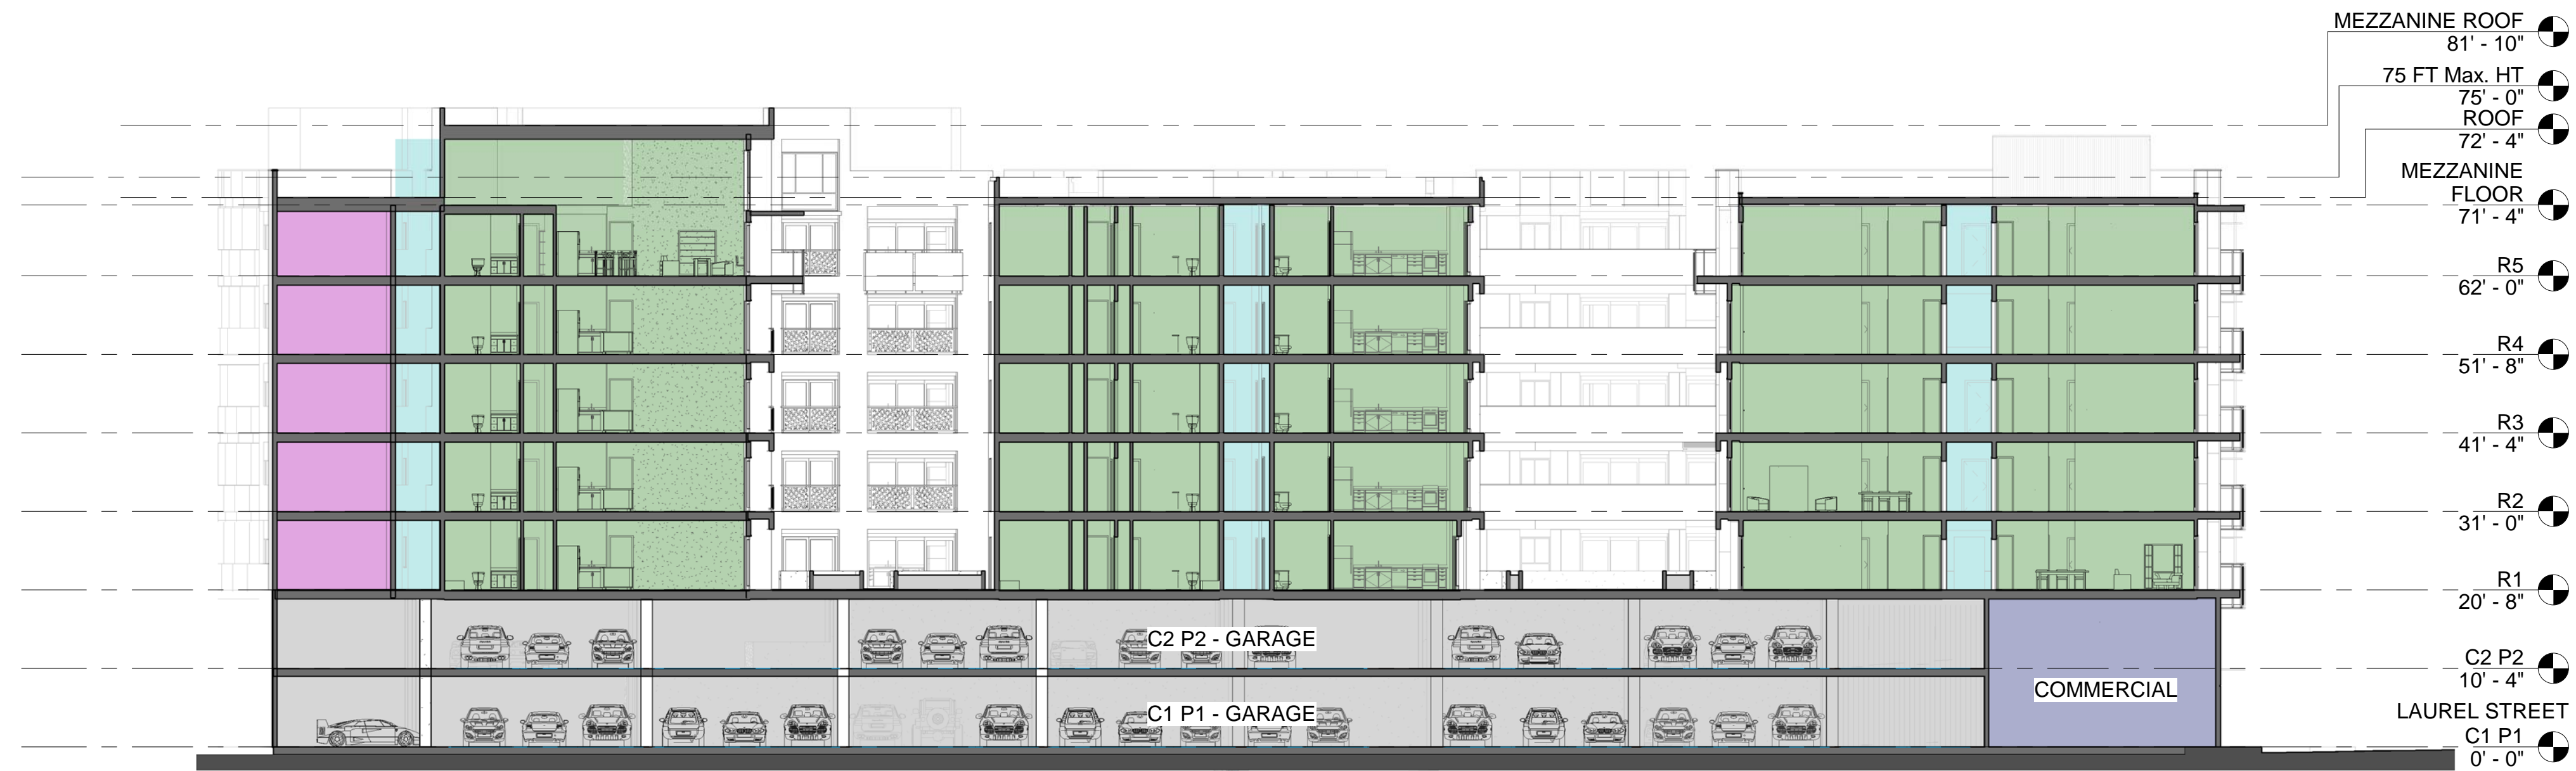 MEZZANINE ROOF
81' - 10"
75 FT Max. HT
75' - 0"
ROOF
72' - 4"
MEZZANINE
FLOOR
71' - 4"
R5
62' - 0"
R4
51' - 8"
R3
41' - 4"
R2
31' - 0"
R1
20' - 8"
C2 P2 - GARAGE
C2 P2
10' - 4"
COMMERCIAL
C1 P1 - GARAGE
LAUREL STREET
C1 P1
0' - 0"